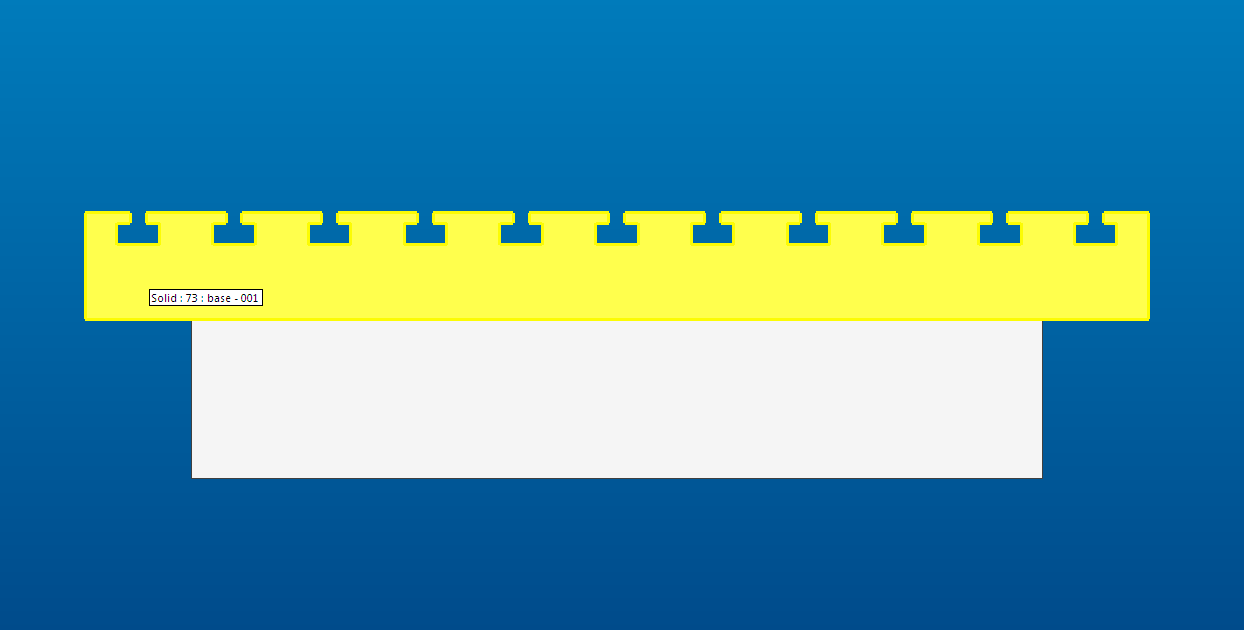 Solid : 73 : base - 001